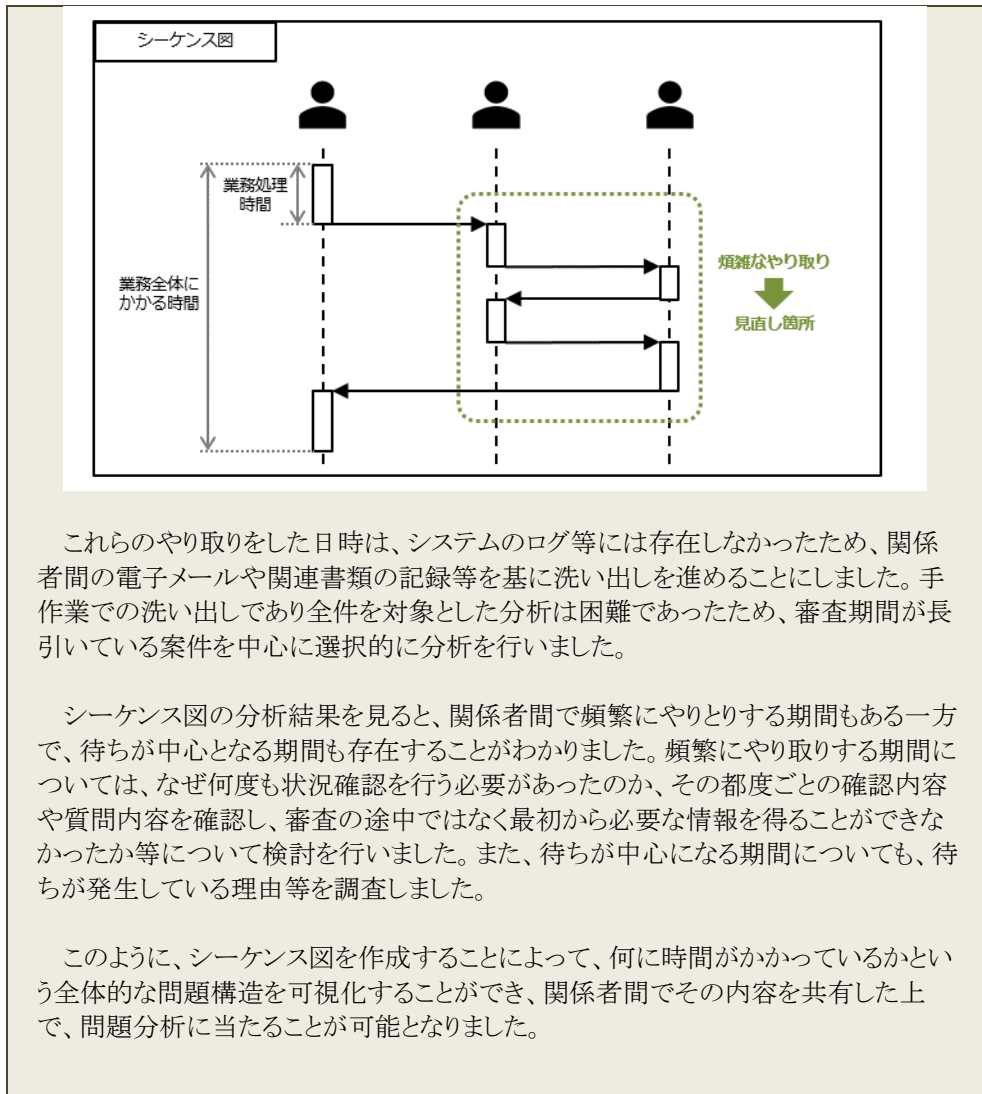 シーケンス図
業務処理
時間
業務全体に
かかる時間
煩雑なやり取り
見直し箇所
これらのやり取りをした日時は、システムのログ等には存在しなかったため、関係
者間の電子メールや関連書類の記録等を基に洗い出しを進めることにしました。手
作業での洗い出しであり全件を対象とした分析は困難であったため、審査期間が長
引いている案件を中心に選択的に分析を行いました。
シーケンス図の分析結果を見ると、関係者間で頻繁にやりとりする期間もある一方
で、待ちが中心となる期間も存在することがわかりました。頻繁にやり取りする期間に
ついては、なぜ何度も状況確認を行う必要があったのか、その都度ごとの確認内容
や質問内容を確認し、審査の途中ではなく最初から必要な情報を得ることができな
かったか等について検討を行いました。また、待ちが中心になる期間についても、待
ちが発生している理由等を調査しました。
このように、シーケンス図を作成することによって、何に時間がかかっているかとい
う全体的な問題構造を可視化することができ、関係者間でその内容を共有した上
で、問題分析に当たることが可能となりました。